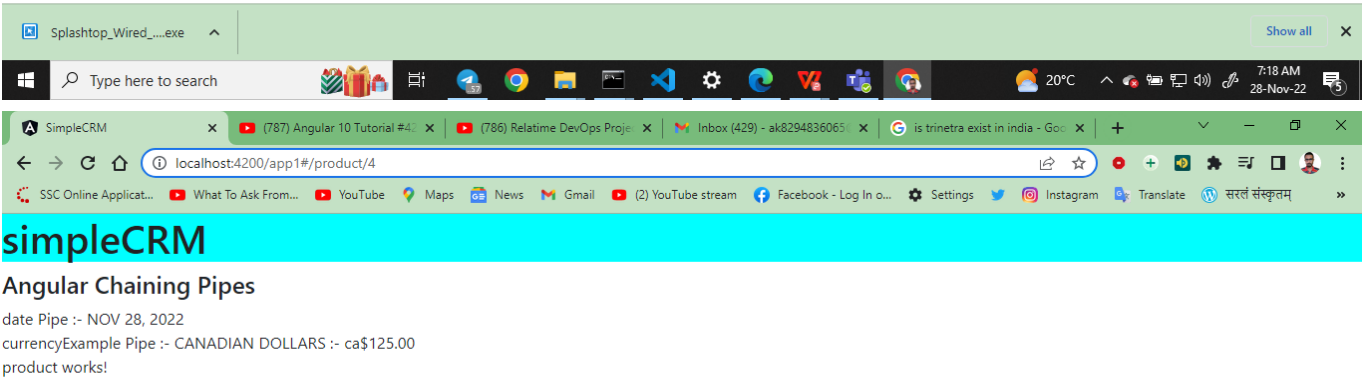 Splashtop_Wired_....exe
Show all
Type here to search
57
20°C
7:18 AM
28-Nov-22
5
SimpleCRM
(787) Angular 10 Tutorial #42
(786) Relatime DevOps Projec
Inbox (429) - ak8294836065@
is trinetra exist in india - Goo
localhost:4200/app1#/product/4
SSC Online Applicat...
What To Ask From...
YouTube
Maps
News
Gmail
(2) YouTube stream
Facebook - Log In o...
Settings
Instagram
Translate
सरलं संस्कृतम्
simpleCRM
Angular Chaining Pipes
date Pipe :- NOV 28, 2022
currencyExample Pipe :- CANADIAN DOLLARS :- ca$125.00
product works!